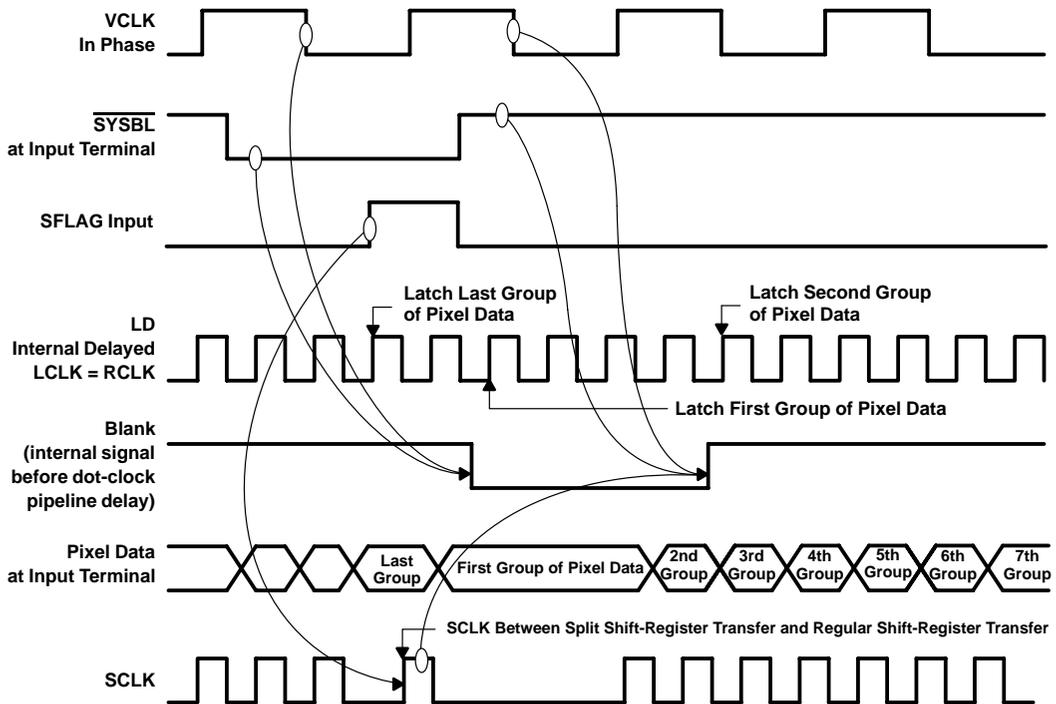 VCLK
In Phase
SYSBL
at Input Terminal
SFLAG Input
Latch Last Group
of Pixel Data
Latch Second Group
of Pixel Data
LD
Internal Delayed
LCLK = RCLK
Latch First Group of Pixel Data
Blank
(internal signal
before dot-clock
pipeline delay)
Pixel Data
at Input Terminal
Last
Group
First Group of Pixel Data
2nd
Group
3rd
Group
4th
Group
5th
Group
6th
Group
7th
Group
SCLK Between Split Shift-Register Transfer and Regular Shift-Register Transfer
SCLK